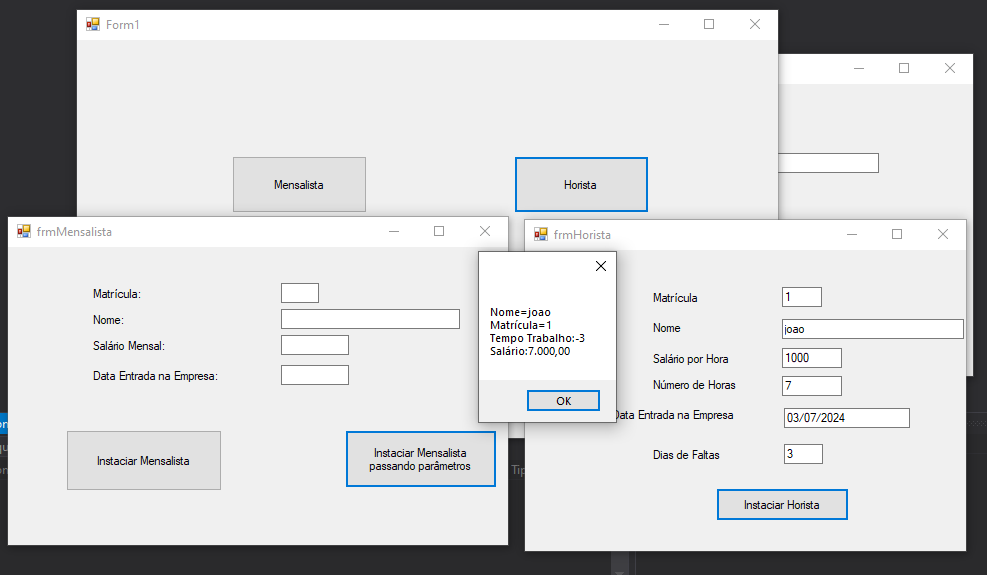 Form1
Mensalista
Horista
frmMensalista
Matrícula:
Nome:
Salário Mensal:
Data Entrada na Empresa:
Instaciar Mensalista
Instaciar Mensalista
passando parâmetros
Nome=joao
Matrícula=1
Tempo Trabalho:-3
Salário:7.000,00
OK
frmHorista
Matrícula
1
Nome
joao
Salário por Hora
1000
Número de Horas
7
Data Entrada na Empresa
03/07/2024
Dias de Faltas
3
Instaciar Horista
Tip